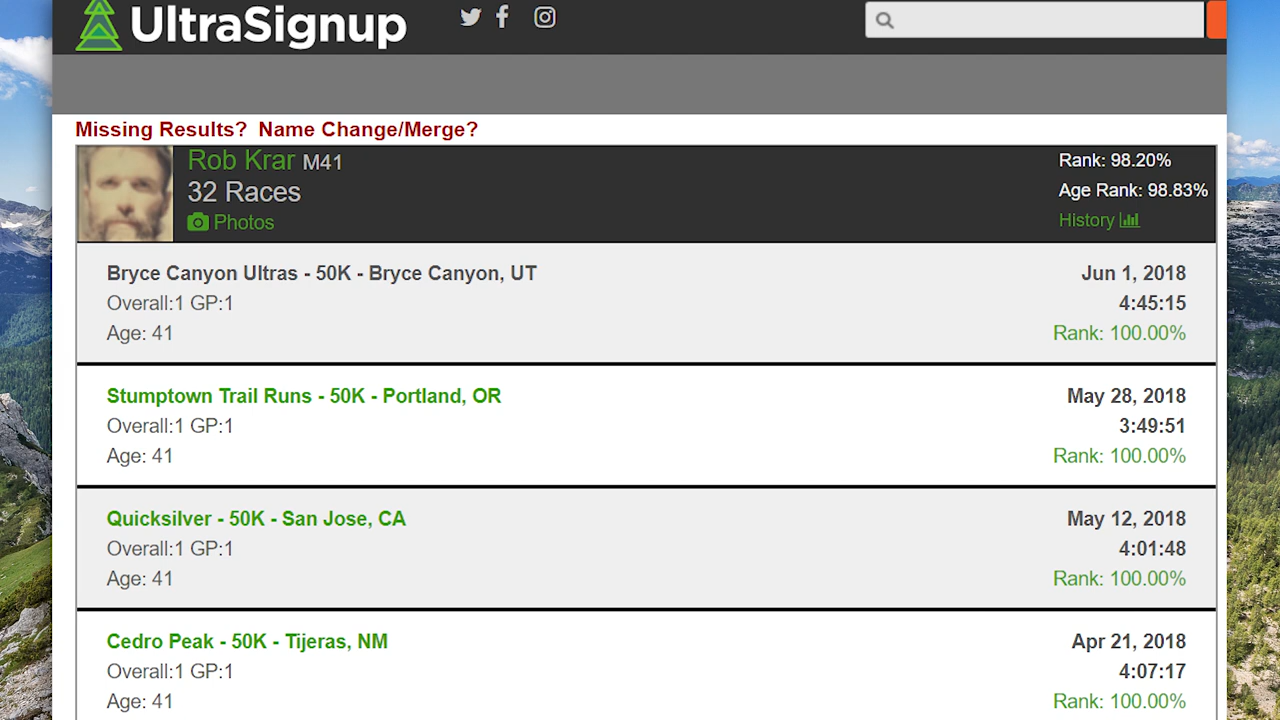 UltraSignup
Missing Results? Name Change/Merge?
Rob Krar M41
32 Races
Photos
Rank: 98.20%
Age Rank: 98.83%
History
Bryce Canyon Ultras - 50K - Bryce Canyon, UT
Jun 1, 2018
Overall:1 GP:1
4:45:15
Age: 41
Rank: 100.00%
Stumptown Trail Runs - 50K - Portland, OR
May 28, 2018
Overall:1 GP:1
3:49:51
Age: 41
Rank: 100.00%
Quicksilver - 50K - San Jose, CA
May 12, 2018
Overall:1 GP:1
4:01:48
Age: 41
Rank: 100.00%
Cedro Peak - 50K - Tijeras, NM
Apr 21, 2018
Overall:1 GP:1
4:07:17
Age: 41
Rank: 100.00%